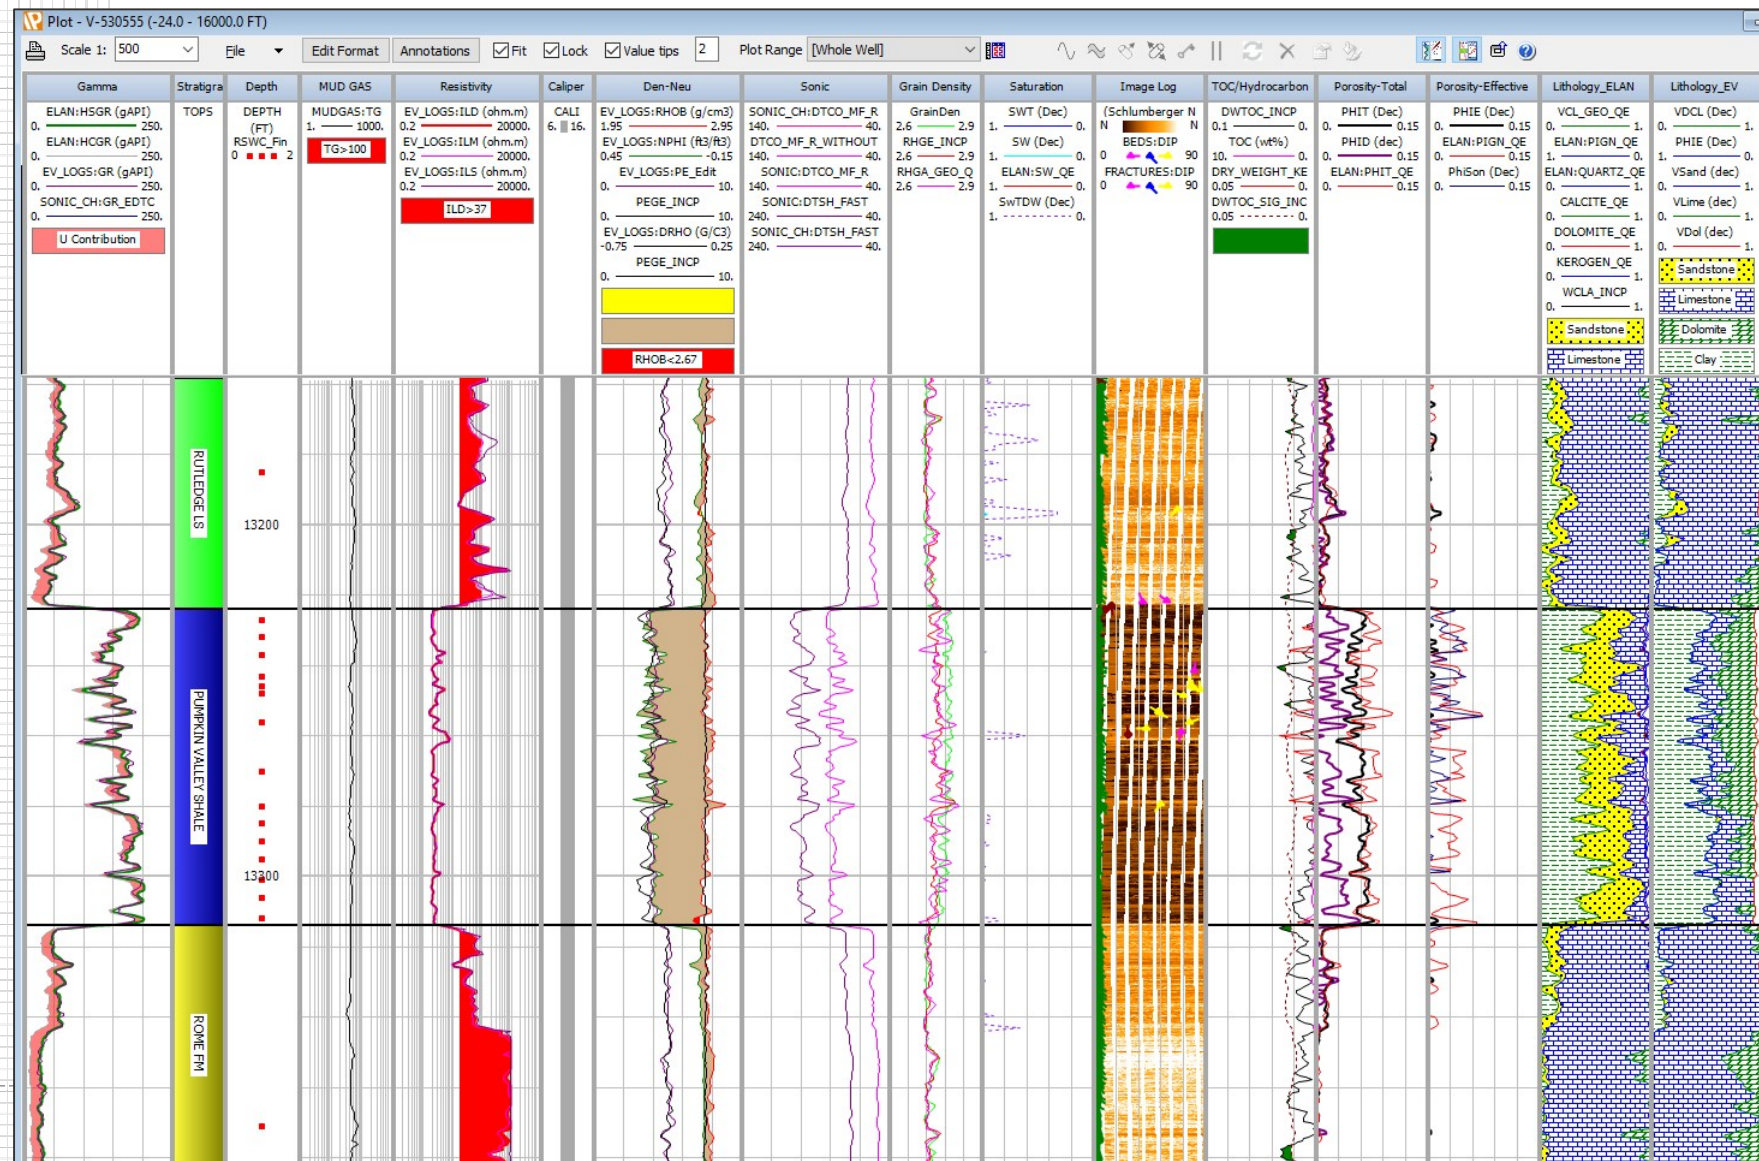 Plot - V-530555 (-24.0 - 16000.0 FT)
Scale 1: 500 File Edit Format Annotations Fit Lock Value tips 2 Plot Range [Whole Well]
Gamma Stratigra Depth MUD GAS Resistivity Caliper Den-Neu Sonic Grain Density Saturation Image Log TOC/Hydrocarbon Porosity-Total Porosity-Effective Lithology_ELAN Lithology_EV
ELAN:HSGR (gAPI)
0. 250.
ELAN:HCGR (gAPI)
0. 250.
EV_LOGS:GR (gAPI)
0. 250.
SONIC_CH:GR_EDTC
0. 250.
U Contribution
TOPS
DEPTH
(FT)
RSWC_Fin
0 2
MUDGAS:TG
1. 1000.
TG>100
EV_LOGS:ILD (ohm.m)
0.2 20000.
EV_LOGS:ILM (ohm.m)
0.2 20000.
EV_LOGS:ILS (ohm.m)
0.2 20000.
ILD>37
CALI
6. 16.
EV_LOGS:RHOB (g/cm3)
1.95 2.95
EV_LOGS:NPHI (ft3/ft3)
0.45 -0.15
EV_LOGS:PE_Edit
0. 10.
PEGE_INCP
0. 10.
EV_LOGS:DRHO (G/C3)
-0.75 0.25
PEGE_INCP
0. 10.
RHOB<2.67
SONIC_CH:DTCO_MF_R
140. 40.
DTCO_MF_R_WITHOUT
140. 40.
SONIC:DTCO_MF_R
140. 40.
SONIC:DTSH_FAST
240. 40.
SONIC_CH:DTSH_FAST
240. 40.
GrainDen
2.6 2.9
RHGE_INCP
2.6 2.9
RHGA_GEO_Q
2.6 2.9
SWT (Dec)
1. 0.
SW (Dec)
1. 0.
ELAN:SW_QE
1. 0.
SwTDW (Dec)
1. 0.
(Schlumberger N
N N
BEDS:DIP
0 90
FRACTURES:DIP
0 90
DWTOC_INCP
0.1 0.
TOC (wt%)
10. 0.
DRY_WEIGHT_KE
0.05 0.
DWTOC_SIG_INC
0.05 0.
PHIT (Dec)
0. 0.15
PHID (dec)
0. 0.15
ELAN:PHIT_QE
0. 0.15
PHIE (Dec)
0. 0.15
ELAN:PIGN_QE
0. 0.15
PhiSon (Dec)
0. 0.15
VCL_GEO_QE
0. 1.
ELAN:PIGN_QE
1. 0.
ELAN:QUARTZ_QE
0. 1.
CALCITE_QE
0. 1.
DOLOMITE_QE
0. 1.
KEROGEN_QE
0. 1.
WCLA_INCP
0. 1.
Sandstone
Limestone
VDCL (Dec)
0. 1.
PHIE (Dec)
1. 0.
VSand (dec)
0. 1.
VLime (dec)
0. 1.
VDol (dec)
0. 1.
Sandstone
Limestone
Dolomite
Clay
RUTLEDGE LS
13200
PUMPKIN VALLEY SHALE
13300
ROME FM